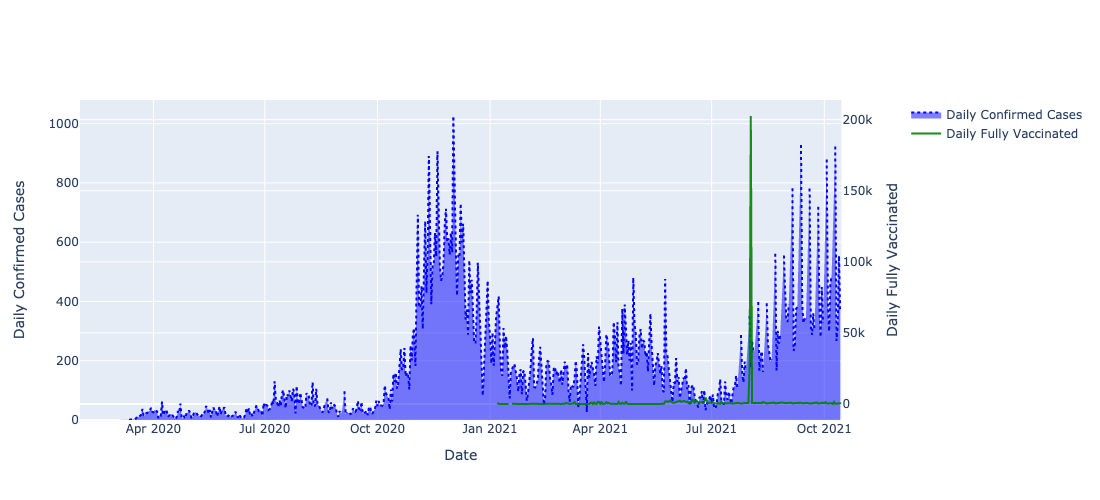 1000
800
600
400
200
0
Daily Confirmed Cases
200k
150k
100k
50k
0
Daily Fully Vaccinated
Apr 2020
Jul 2020
Oct 2020
Jan 2021
Apr 2021
Jul 2021
Oct 2021
Date
Daily Confirmed Cases
Daily Fully Vaccinated